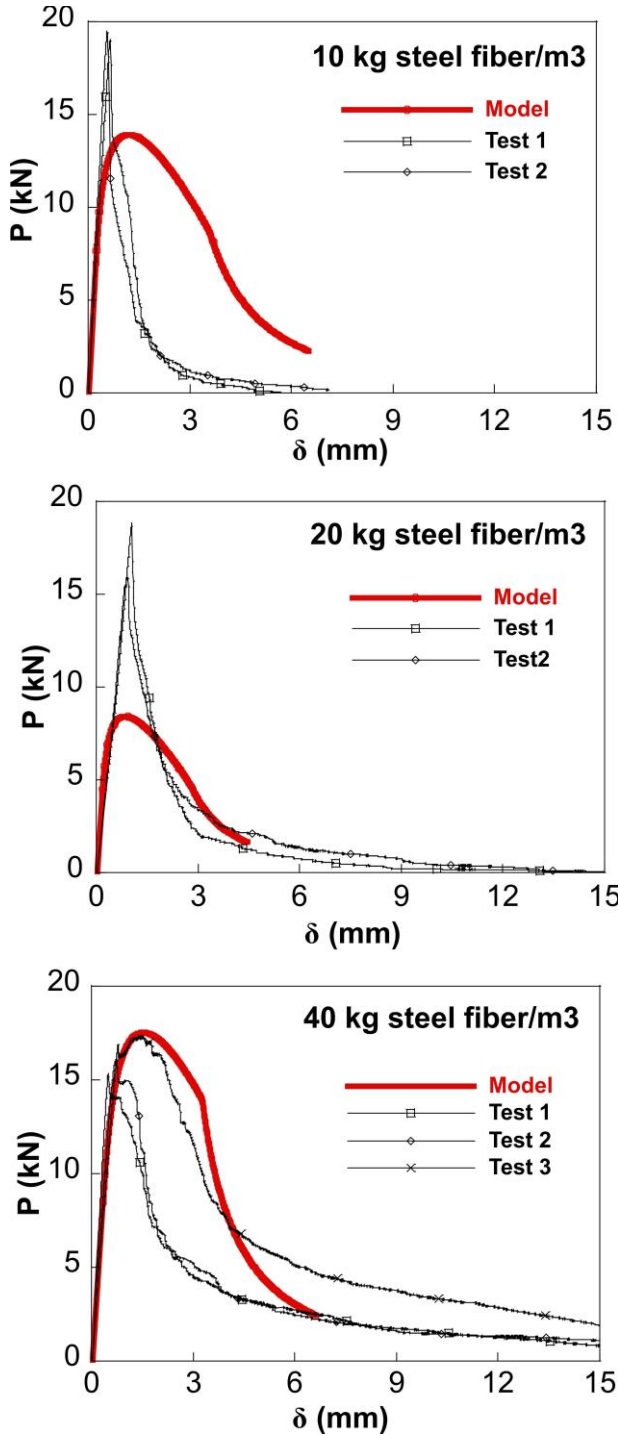 20
10 kg steel fiber/m3
15
Model
Test 1
Test 2
10
P (kN)
5
0
0 3 6 9 12 15
δ (mm)
20
20 kg steel fiber/m3
15
Model
Test 1
Test2
10
P (kN)
5
0
0 3 6 9 12 15
δ (mm)
20
40 kg steel fiber/m3
15
Model
Test 1
Test 2
Test 3
10
P (kN)
5
0
0 3 6 9 12 15
δ (mm)